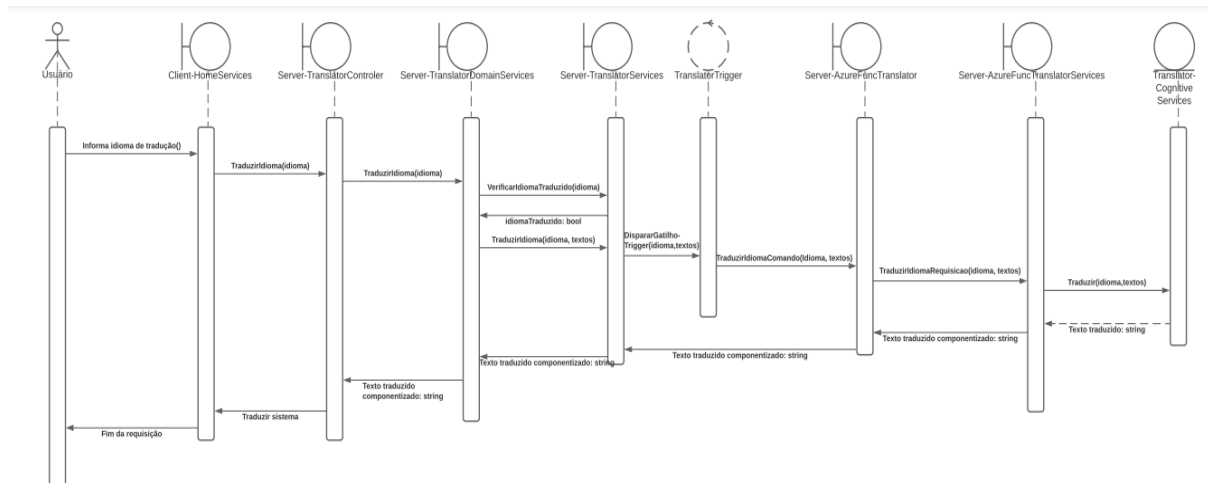 Usuário
Client-HomeServices
Server-TranslatorControler
Server-TranslatorDomainServices
Server-TranslatorServices
TranslatorTrigger
Server-AzureFuncTranslator
Server-AzureFuncTranslatorServices
Translator-
Cognitive
Services
Informa idioma de tradução()
TraduzirIdioma(idioma)
TraduzirIdioma(idioma)
VerificarIdiomaTraduzido(idioma)
idiomaTraduzido: bool
TraduzirIdioma(idioma, textos)
DispararGatilho-
Trigger(idioma,textos)
TraduzirIdiomaComando(Idioma, textos)
TraduzirIdiomaRequisicao(idioma, textos)
Traduzir(idioma,textos)
Texto traduzido: string
Texto traduzido componentizado: string
Texto traduzido componentizado: string
Texto traduzido componentizado: string
Texto traduzido
componentizado: string
Traduzir sistema
Fim da requisição